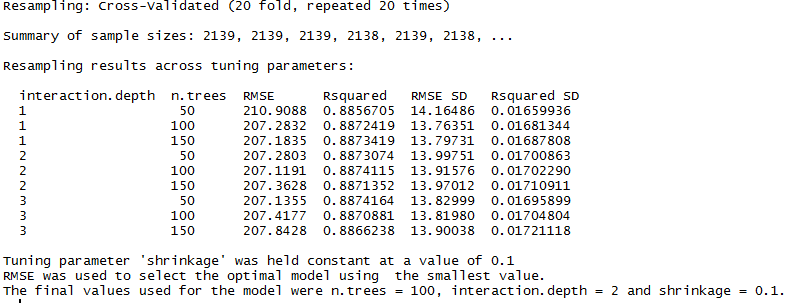 Resampling: Cross-Validated (20 fold, repeated 20 times)
Summary of sample sizes: 2139, 2139, 2139, 2138, 2139, 2138, ...
Resampling results across tuning parameters:
interaction.depth  n.trees  RMSE      Rsquared   RMSE SD   Rsquared SD
1                   50      210.9088  0.8856705  14.16486  0.01659936
1                  100      207.2832  0.8872419  13.76351  0.01681344
1                  150      207.1835  0.8873419  13.79731  0.01687808
2                   50      207.2803  0.8873074  13.99751  0.01700863
2                  100      207.1191  0.8874115  13.91576  0.01702290
2                  150      207.3628  0.8871352  13.97012  0.01710911
3                   50      207.1355  0.8874164  13.82999  0.01695899
3                  100      207.4177  0.8870881  13.81980  0.01704804
3                  150      207.8428  0.8866238  13.90038  0.01721118
Tuning parameter 'shrinkage' was held constant at a value of 0.1
RMSE was used to select the optimal model using  the smallest value.
The final values used for the model were n.trees = 100, interaction.depth = 2 and shrinkage = 0.1.